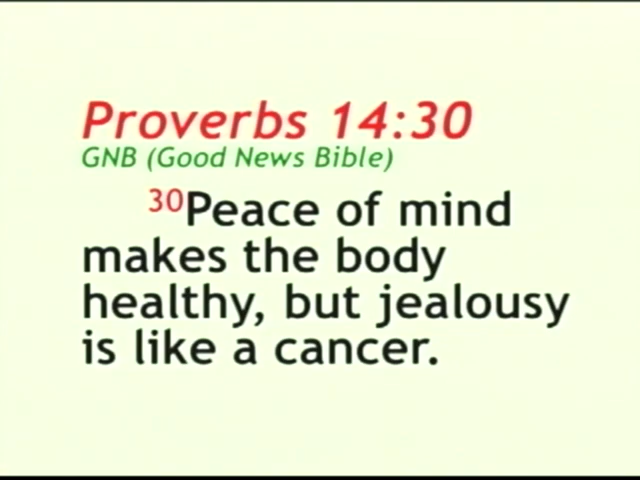 Proverbs 14:30
GNB (Good News Bible)
30Peace of mind
makes the body
healthy, but jealousy
is like a cancer.